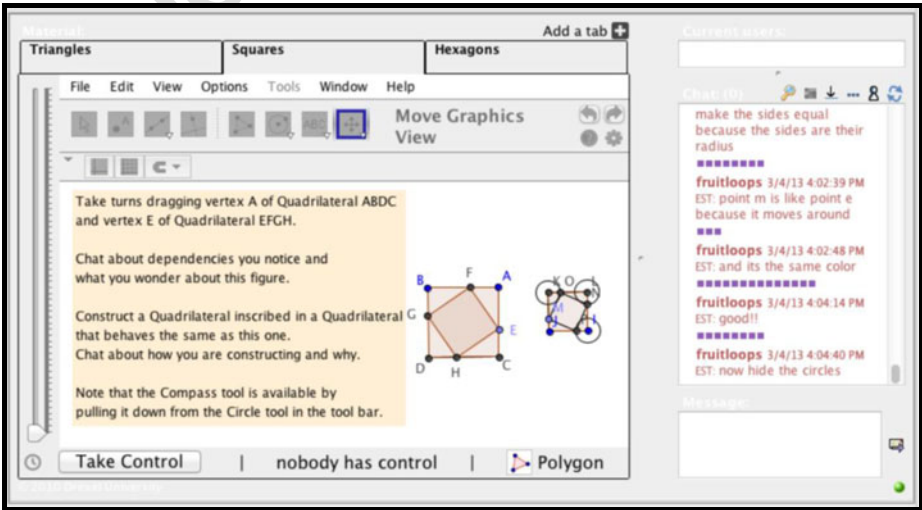 Material:
Add a tab
Triangles
Squares
Hexagons
File Edit View Options Tools Window Help
ABC
Move Graphics
View
Take turns dragging vertex A of Quadrilateral ABDC
and vertex E of Quadrilateral EFGH.
Chat about dependencies you notice and
what you wonder about this figure.
Construct a Quadrilateral inscribed in a Quadrilateral
that behaves the same as this one.
Chat about how you are constructing and why.
Note that the Compass tool is available by
pulling it down from the Circle tool in the tool bar.
B F A
G E
D H C
K O L
N
M
J I
Take Control | nobody has control | Polygon
Current users:
Chat: (0)
make the sides equal
because the sides are their
radius
fruitloops 3/4/13 4:02:39 PM
EST: point m is like point e
because it moves around
fruitloops 3/4/13 4:02:48 PM
EST: and its the same color
fruitloops 3/4/13 4:04:14 PM
EST: good!!
fruitloops 3/4/13 4:04:40 PM
EST: now hide the circles
Message: